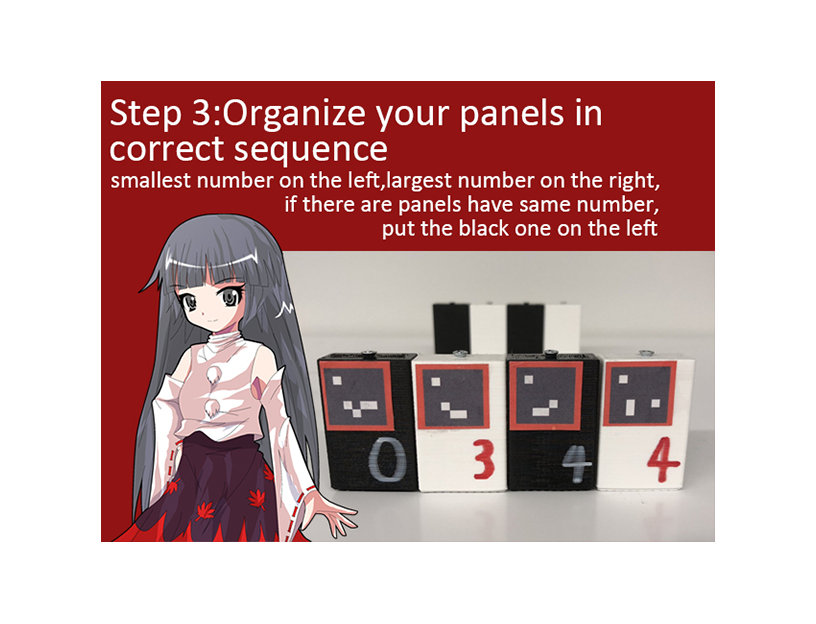 Step 3:Organize your panels in
correct sequence
smallest number on the left,largest number on the right,
if there are panels have same number,
put the black one on the left
0 3 4 4